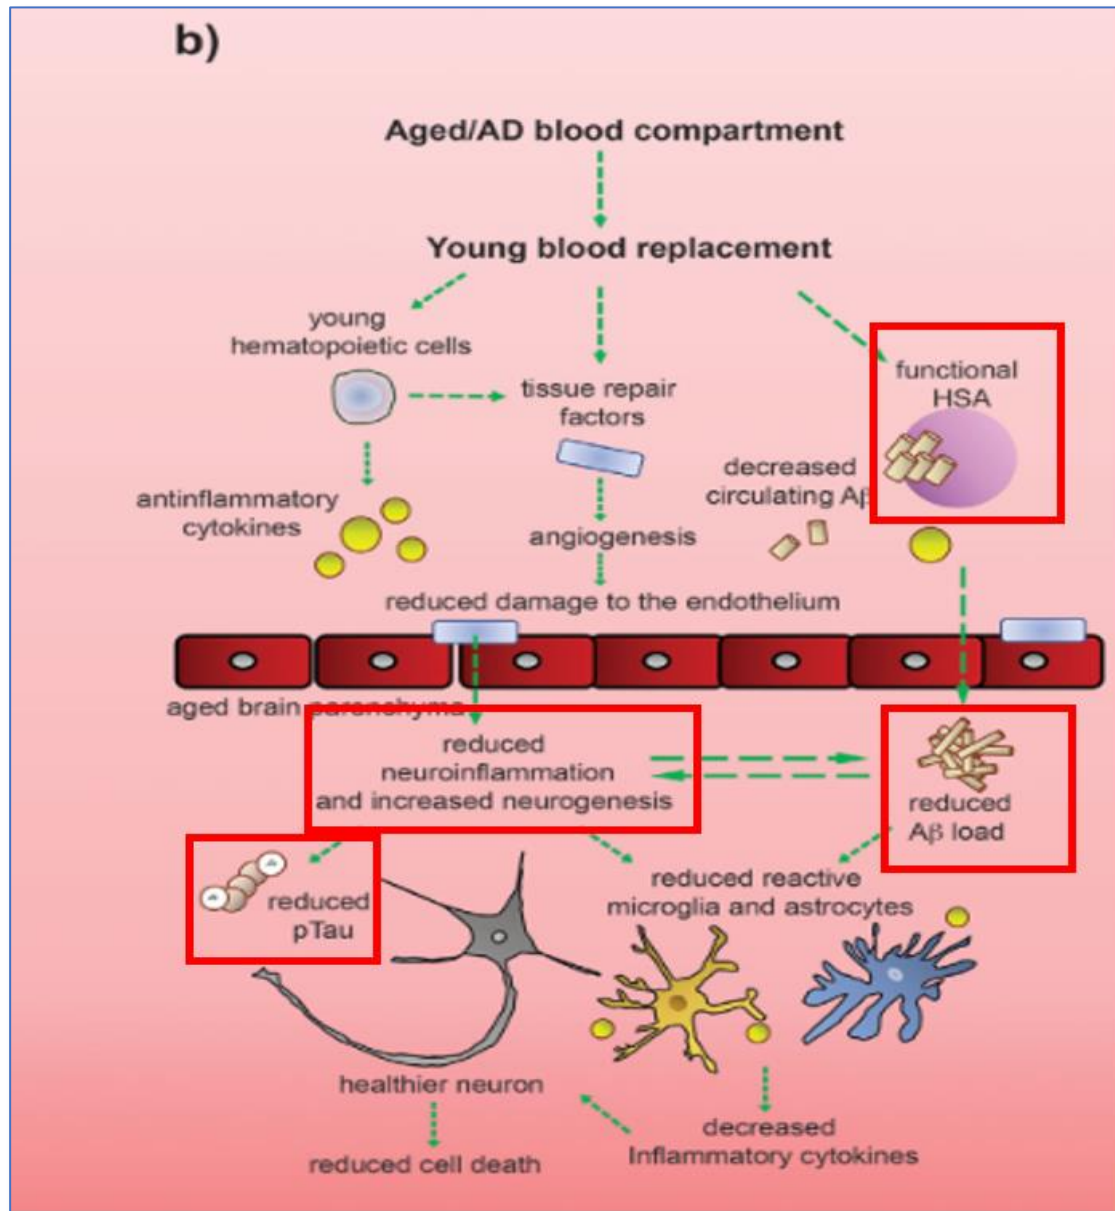 b)
Aged/AD blood compartment
Young blood replacement
young
hematopoietic cells
tissue repair
factors
functional
HSA
antinflammatory
cytokines
decreased
circulating Aβ
angiogenesis
reduced damage to the endothelium
aged brain parenchyma
reduced
neuroinflammation
and increased neurogenesis
reduced
Aβ load
reduced
pTau
reduced reactive
microglia and astrocytes
healthier neuron
reduced cell death
decreased
Inflammatory cytokines